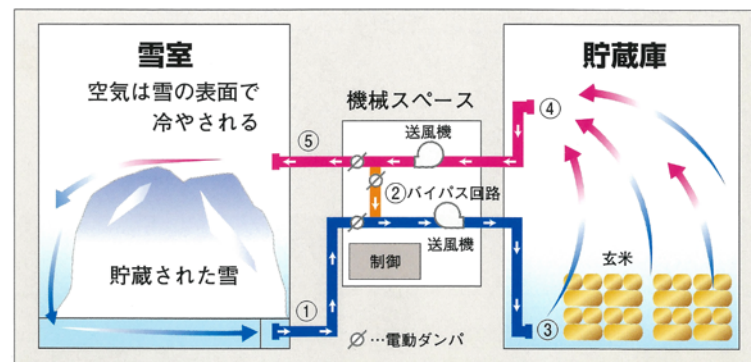 雪室
空気は雪の表面で
冷やされる
貯蔵された雪
⑤
①
機械スペース
送風機
②バイパス回路
送風機
制御
∅…電動ダンパ
貯蔵庫
④
玄米
③